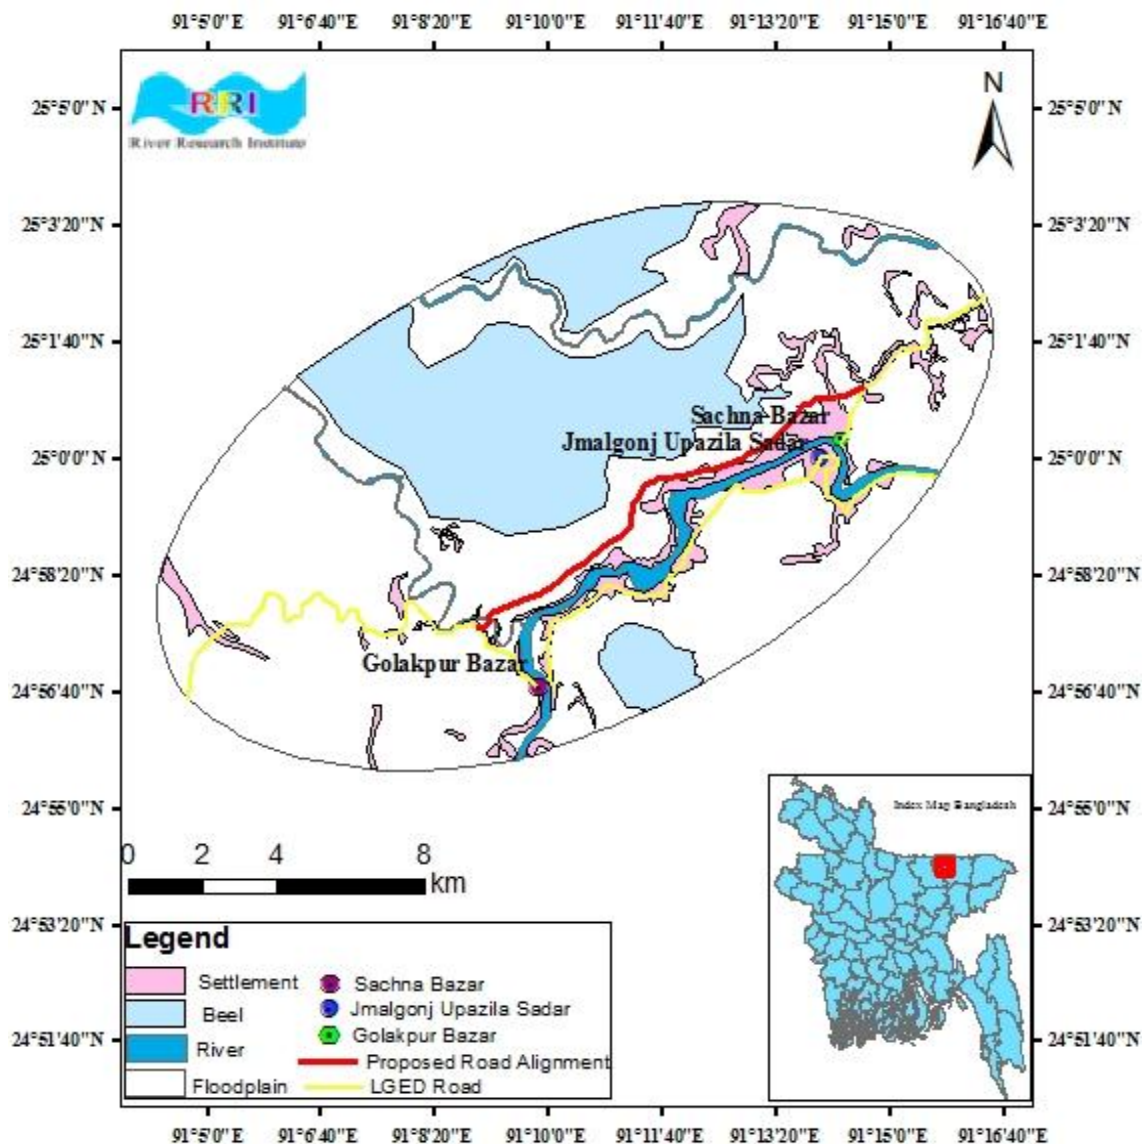 91°5'0"E 91°6'40"E 91°8'20"E 91°10'0"E 91°11'40"E 91°13'20"E 91°15'0"E 91°16'40"E
RRI
River Research Institute
N
25°5'0"N 25°5'0"N
25°3'20"N 25°3'20"N
25°1'40"N 25°1'40"N
Sachna Bazar
Jmalgonj Upazila Sadar
25°0'0"N 25°0'0"N
24°58'20"N 24°58'20"N
Golakpur Bazar
24°56'40"N 24°56'40"N
24°55'0"N 24°55'0"N
Index Map Bangladesh
0 2 4 8
km
24°53'20"N 24°53'20"N
Legend
Settlement
Beel
River
Floodplain
Sachna Bazar
Jmalgonj Upazila Sadar
Golakpur Bazar
Proposed Road Alignment
LGED Road
24°51'40"N 24°51'40"N
91°5'0"E 91°6'40"E 91°8'20"E 91°10'0"E 91°11'40"E 91°13'20"E 91°15'0"E 91°16'40"E